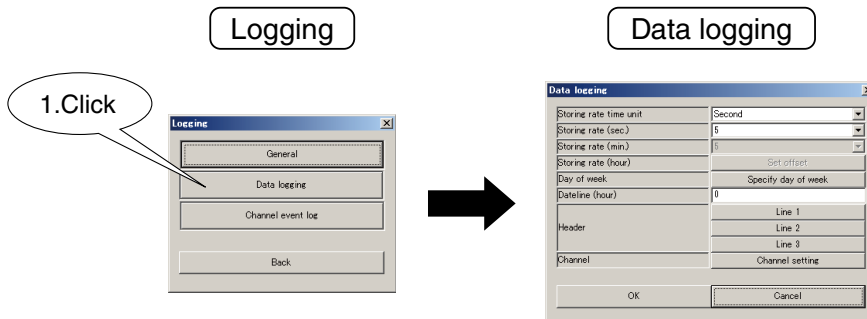 Logging
Data logging
1.Click
Logging
General
Data logging
Channel event log
Back
Data logging
Storing rate time unit
Second
Storing rate (sec.)
5
Storing rate (min.)
5
Storing rate (hour)
Set offset
Day of week
Specify day of week
Dateline (hour)
0
Header
Line 1
Line 2
Line 3
Channel
Channel setting
OK
Cancel